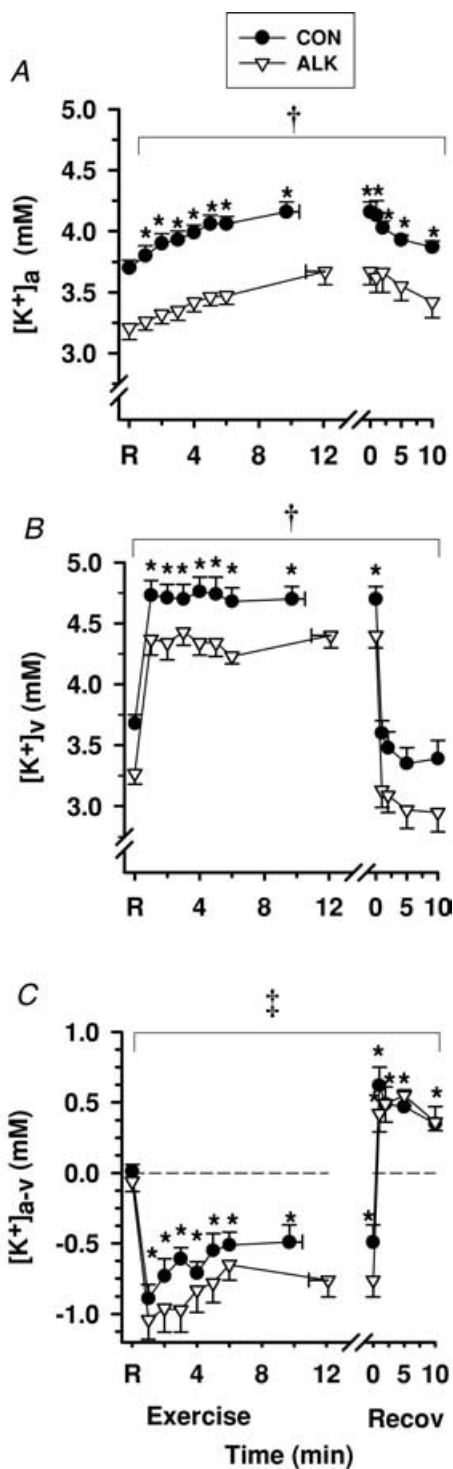 CON
ALK
A
†
5.0
4.5
4.0
3.5
3.0
[K+]a (mM)
* * * * * * *
* * * * *
R 4 8 12 0 5 10
B
†
5.0
4.5
4.0
3.5
3.0
[K+]v (mM)
* * * * * * *
*
R 4 8 12 0 5 10
C
‡
1.0
0.5
0.0
-0.5
-1.0
[K+]a-v (mM)
* * * * * * *
* * * * * *
R 4 8 12 0 5 10
Exercise Recov
Time (min)